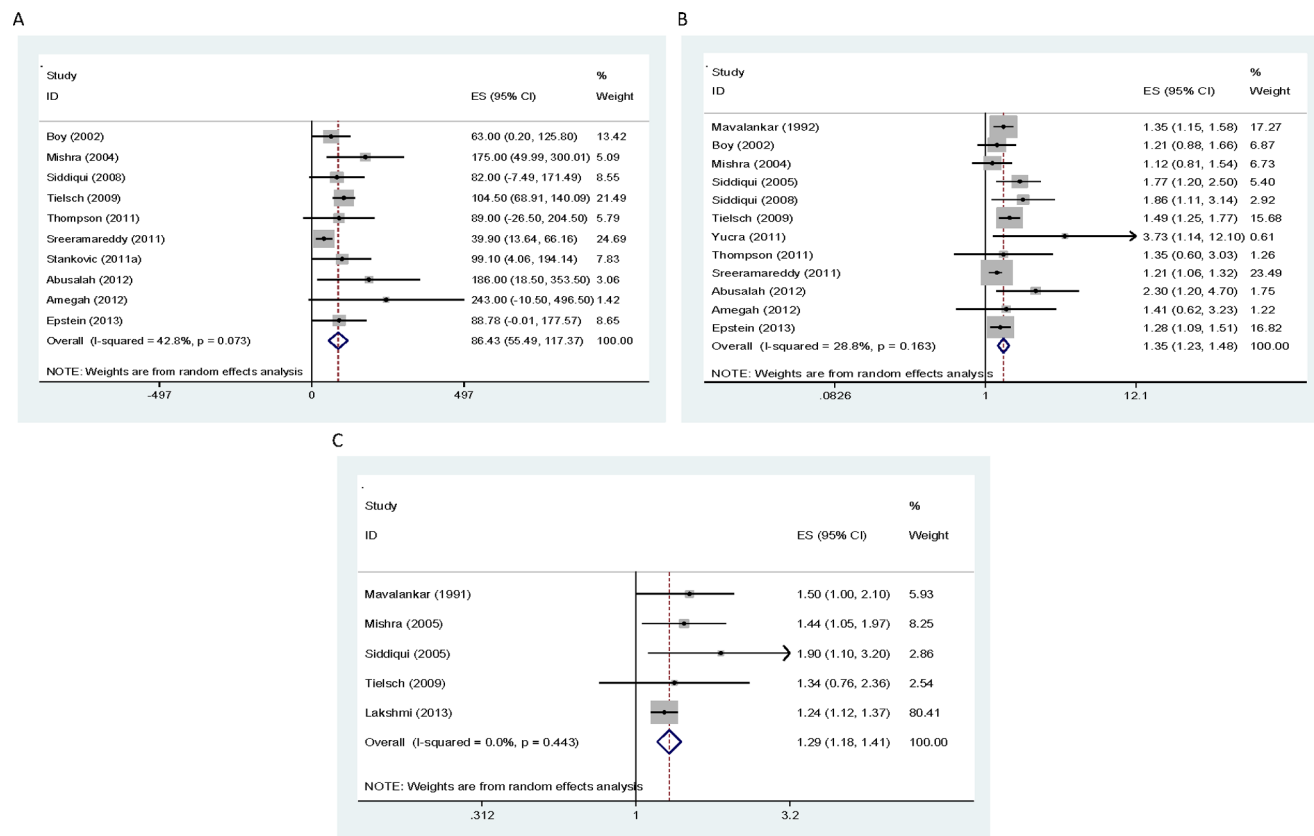 A
Study %
ID ES (95% CI) Weight
Boy (2002) 63.00 (0.20, 125.80) 13.42
Mishra (2004) 175.00 (49.99, 300.01) 5.09
Siddiqui (2008) 82.00 (-7.49, 171.49) 8.55
Tielsch (2009) 104.50 (68.91, 140.09) 21.49
Thompson (2011) 89.00 (-26.50, 204.50) 5.79
Sreeramareddy (2011) 39.90 (13.64, 66.16) 24.69
Stankovic (2011a) 99.10 (4.06, 194.14) 7.83
Abusalah (2012) 186.00 (18.50, 353.50) 3.06
Amegah (2012) 243.00 (-10.50, 496.50) 1.42
Epstein (2013) 88.78 (-0.01, 177.57) 8.65
Overall (I-squared = 42.8%, p = 0.073) 86.43 (55.49, 117.37) 100.00
NOTE: Weights are from random effects analysis
-497 0 497
B
Study %
ID ES (95% CI) Weight
Mavalankar (1992) 1.35 (1.15, 1.58) 17.27
Boy (2002) 1.21 (0.88, 1.66) 6.87
Mishra (2004) 1.12 (0.81, 1.54) 6.73
Siddiqui (2005) 1.77 (1.20, 2.50) 5.40
Siddiqui (2008) 1.86 (1.11, 3.14) 2.92
Tielsch (2009) 1.49 (1.25, 1.77) 15.68
Yucra (2011) 3.73 (1.14, 12.10) 0.61
Thompson (2011) 1.35 (0.60, 3.03) 1.26
Sreeramareddy (2011) 1.21 (1.06, 1.32) 23.49
Abusalah (2012) 2.30 (1.20, 4.70) 1.75
Amegah (2012) 1.41 (0.62, 3.23) 1.22
Epstein (2013) 1.28 (1.09, 1.51) 16.82
Overall (I-squared = 28.8%, p = 0.163) 1.35 (1.23, 1.48) 100.00
NOTE: Weights are from random effects analysis
.0826 1 12.1
C
Study %
ID ES (95% CI) Weight
Mavalankar (1991) 1.50 (1.00, 2.10) 5.93
Mishra (2005) 1.44 (1.05, 1.97) 8.25
Siddiqui (2005) 1.90 (1.10, 3.20) 2.86
Tielsch (2009) 1.34 (0.76, 2.36) 2.54
Lakshmi (2013) 1.24 (1.12, 1.37) 80.41
Overall (I-squared = 0.0%, p = 0.443) 1.29 (1.18, 1.41) 100.00
NOTE: Weights are from random effects analysis
.312 1 3.2